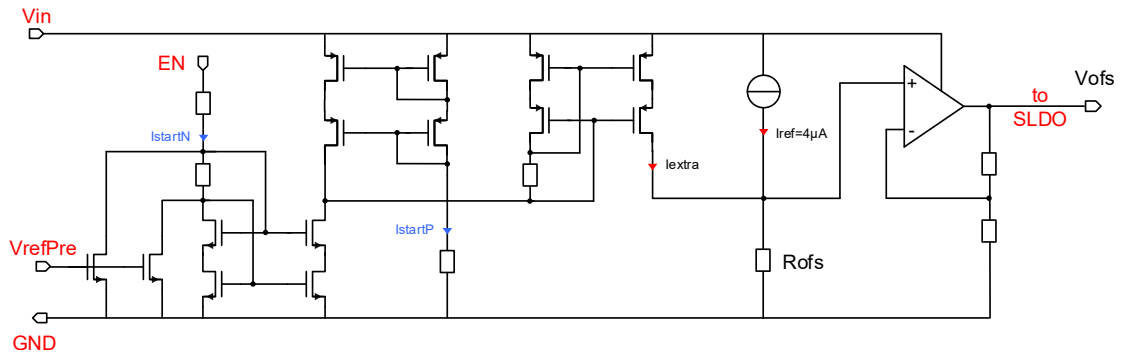 Vin
EN
Vofs
to
SLDO
IstartN
Iref=4µA
Iextra
IstartP
VrefPre
Rofs
GND
+
-